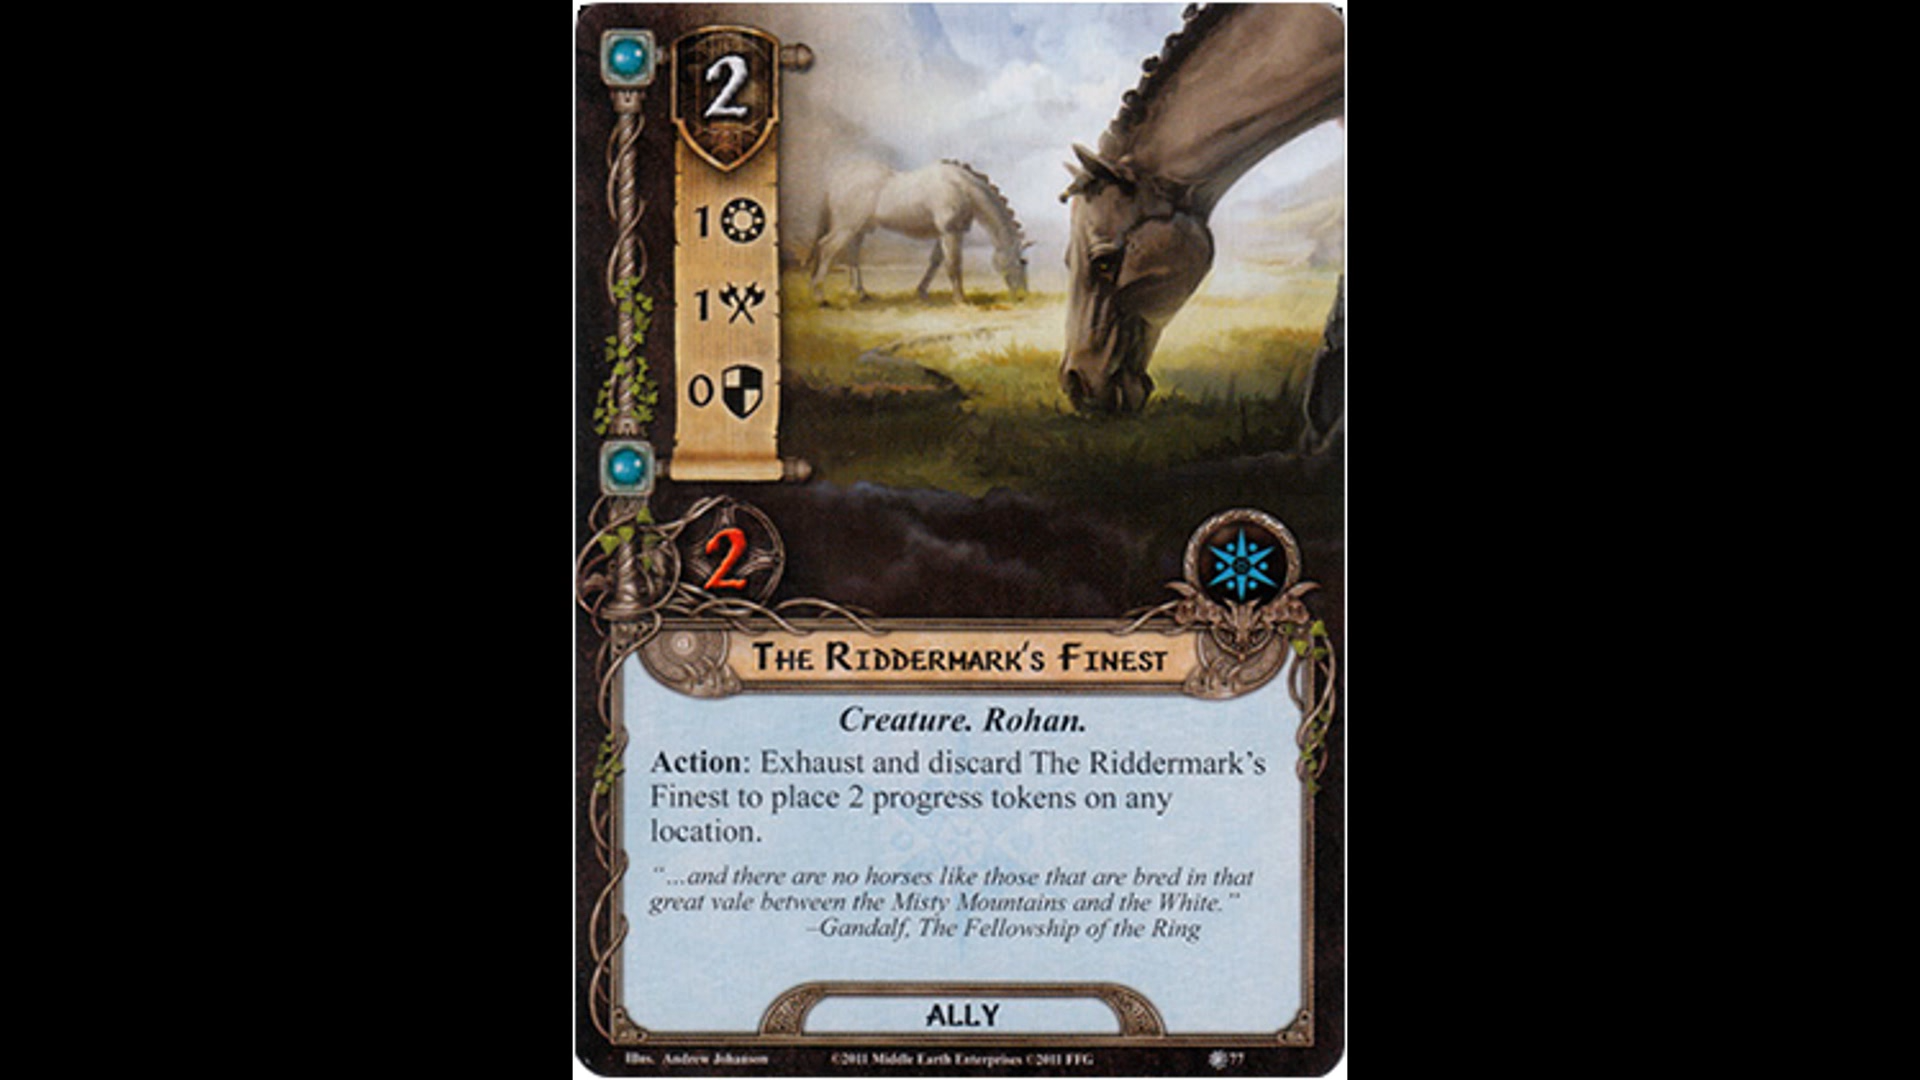 2
1
1
0
2
The Riddermark's Finest
Creature. Rohan.
Action: Exhaust and discard The Riddermark's
Finest to place 2 progress tokens on any
location.
"...and there are no horses like those that are bred in that
great vale between the Misty Mountains and the White."
–Gandalf, The Fellowship of the Ring
ALLY
Illus. Andrew Johanson ©2011 Middle Earth Enterprises ©2011 FFG 77